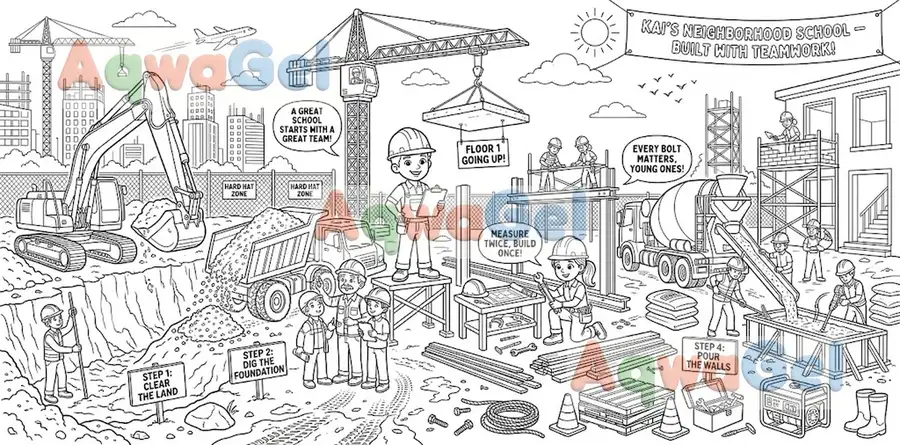 KAI'S NEIGHBORHOOD SCHOOL –
BUILT WITH TEAMWORK!
AqwaGel
AqwaGel
A GREAT
SCHOOL
STARTS WITH A
GREAT TEAM!
FLOOR 1
GOING UP!
EVERY BOLT
MATTERS,
YOUNG ONES!
HARD HAT
ZONE
HARD HAT
ZONE
AqwaGel
MEASURE
TWICE, BUILD
ONCE!
STEP 1:
CLEAR
THE LAND
STEP 2:
DIG THE
FOUNDATION
STEP 4:
POUR
THE WALLS
AqwaGel